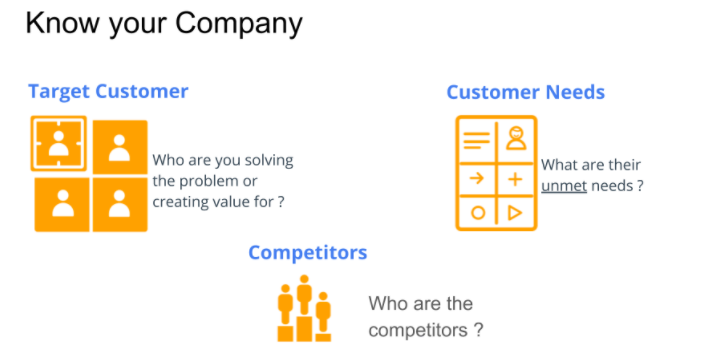 Know your Company
Target Customer
Who are you solving
the problem or
creating value for ?
Customer Needs
What are their
unmet needs ?
Competitors
Who are the
competitors ?